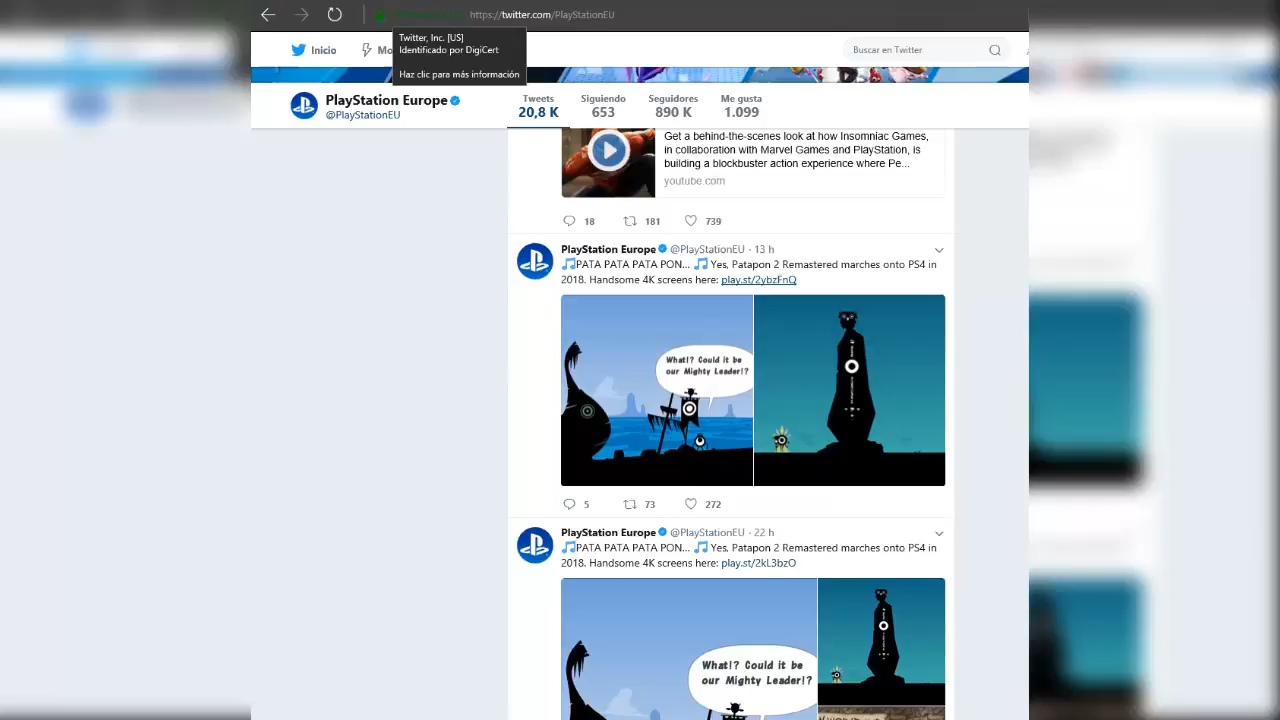 https://twitter.com/PlayStationEU
Twitter, Inc. [US]
Identificado por DigiCert
Haz clic para más información
Inicio
Mo
Buscar en Twitter
PlayStation Europe
@PlayStationEU
Tweets Siguiendo Seguidores Me gusta
20,8 K 653 890 K 1.099
Get a behind-the-scenes look at how Insomniac Games,
in collaboration with Marvel Games and PlayStation, is
building a blockbuster action experience where Pe...
youtube.com
18 181 739
PlayStation Europe @PlayStationEU · 13 h
🎵PATA PATA PATA PON... 🎵 Yes, Patapon 2 Remastered marches onto PS4 in
2018. Handsome 4K screens here: play.st/2ybzFnQ
What!? Could it be
our Mighty Leader!?
5 73 272
PlayStation Europe @PlayStationEU · 22 h
🎵PATA PATA PATA PON... 🎵 Yes, Patapon 2 Remastered marches onto PS4 in
2018. Handsome 4K screens here: play.st/2kL3bzO
What!? Could it be
our Mighty Leader!?